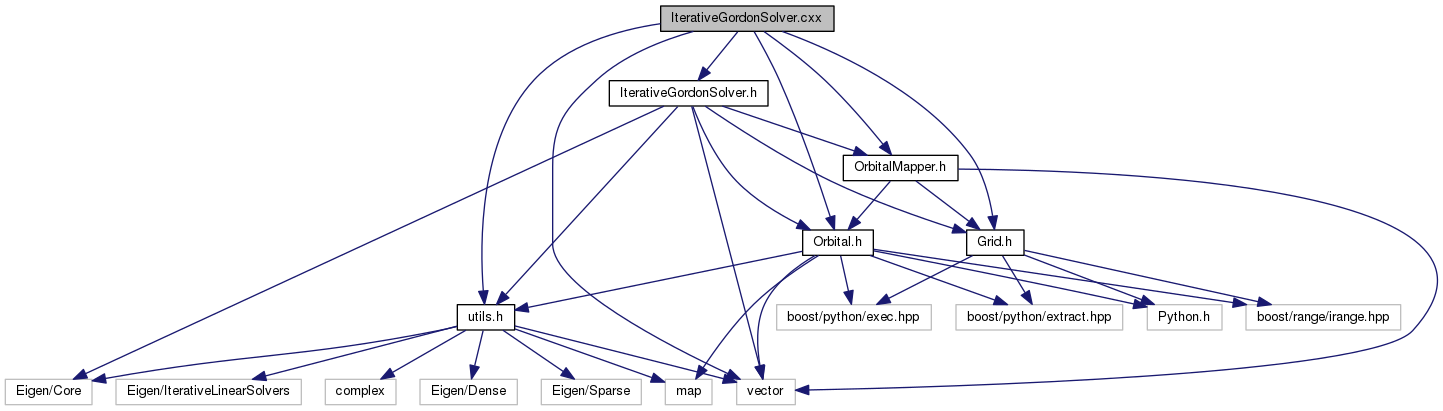 IterativeGordonSolver.cxx
IterativeGordonSolver.h
OrbitalMapper.h
Orbital.h
Grid.h
utils.h
boost/python/exec.hpp
boost/python/extract.hpp
Python.h
boost/range/irange.hpp
Eigen/Core
Eigen/IterativeLinearSolvers
complex
Eigen/Dense
Eigen/Sparse
map
vector